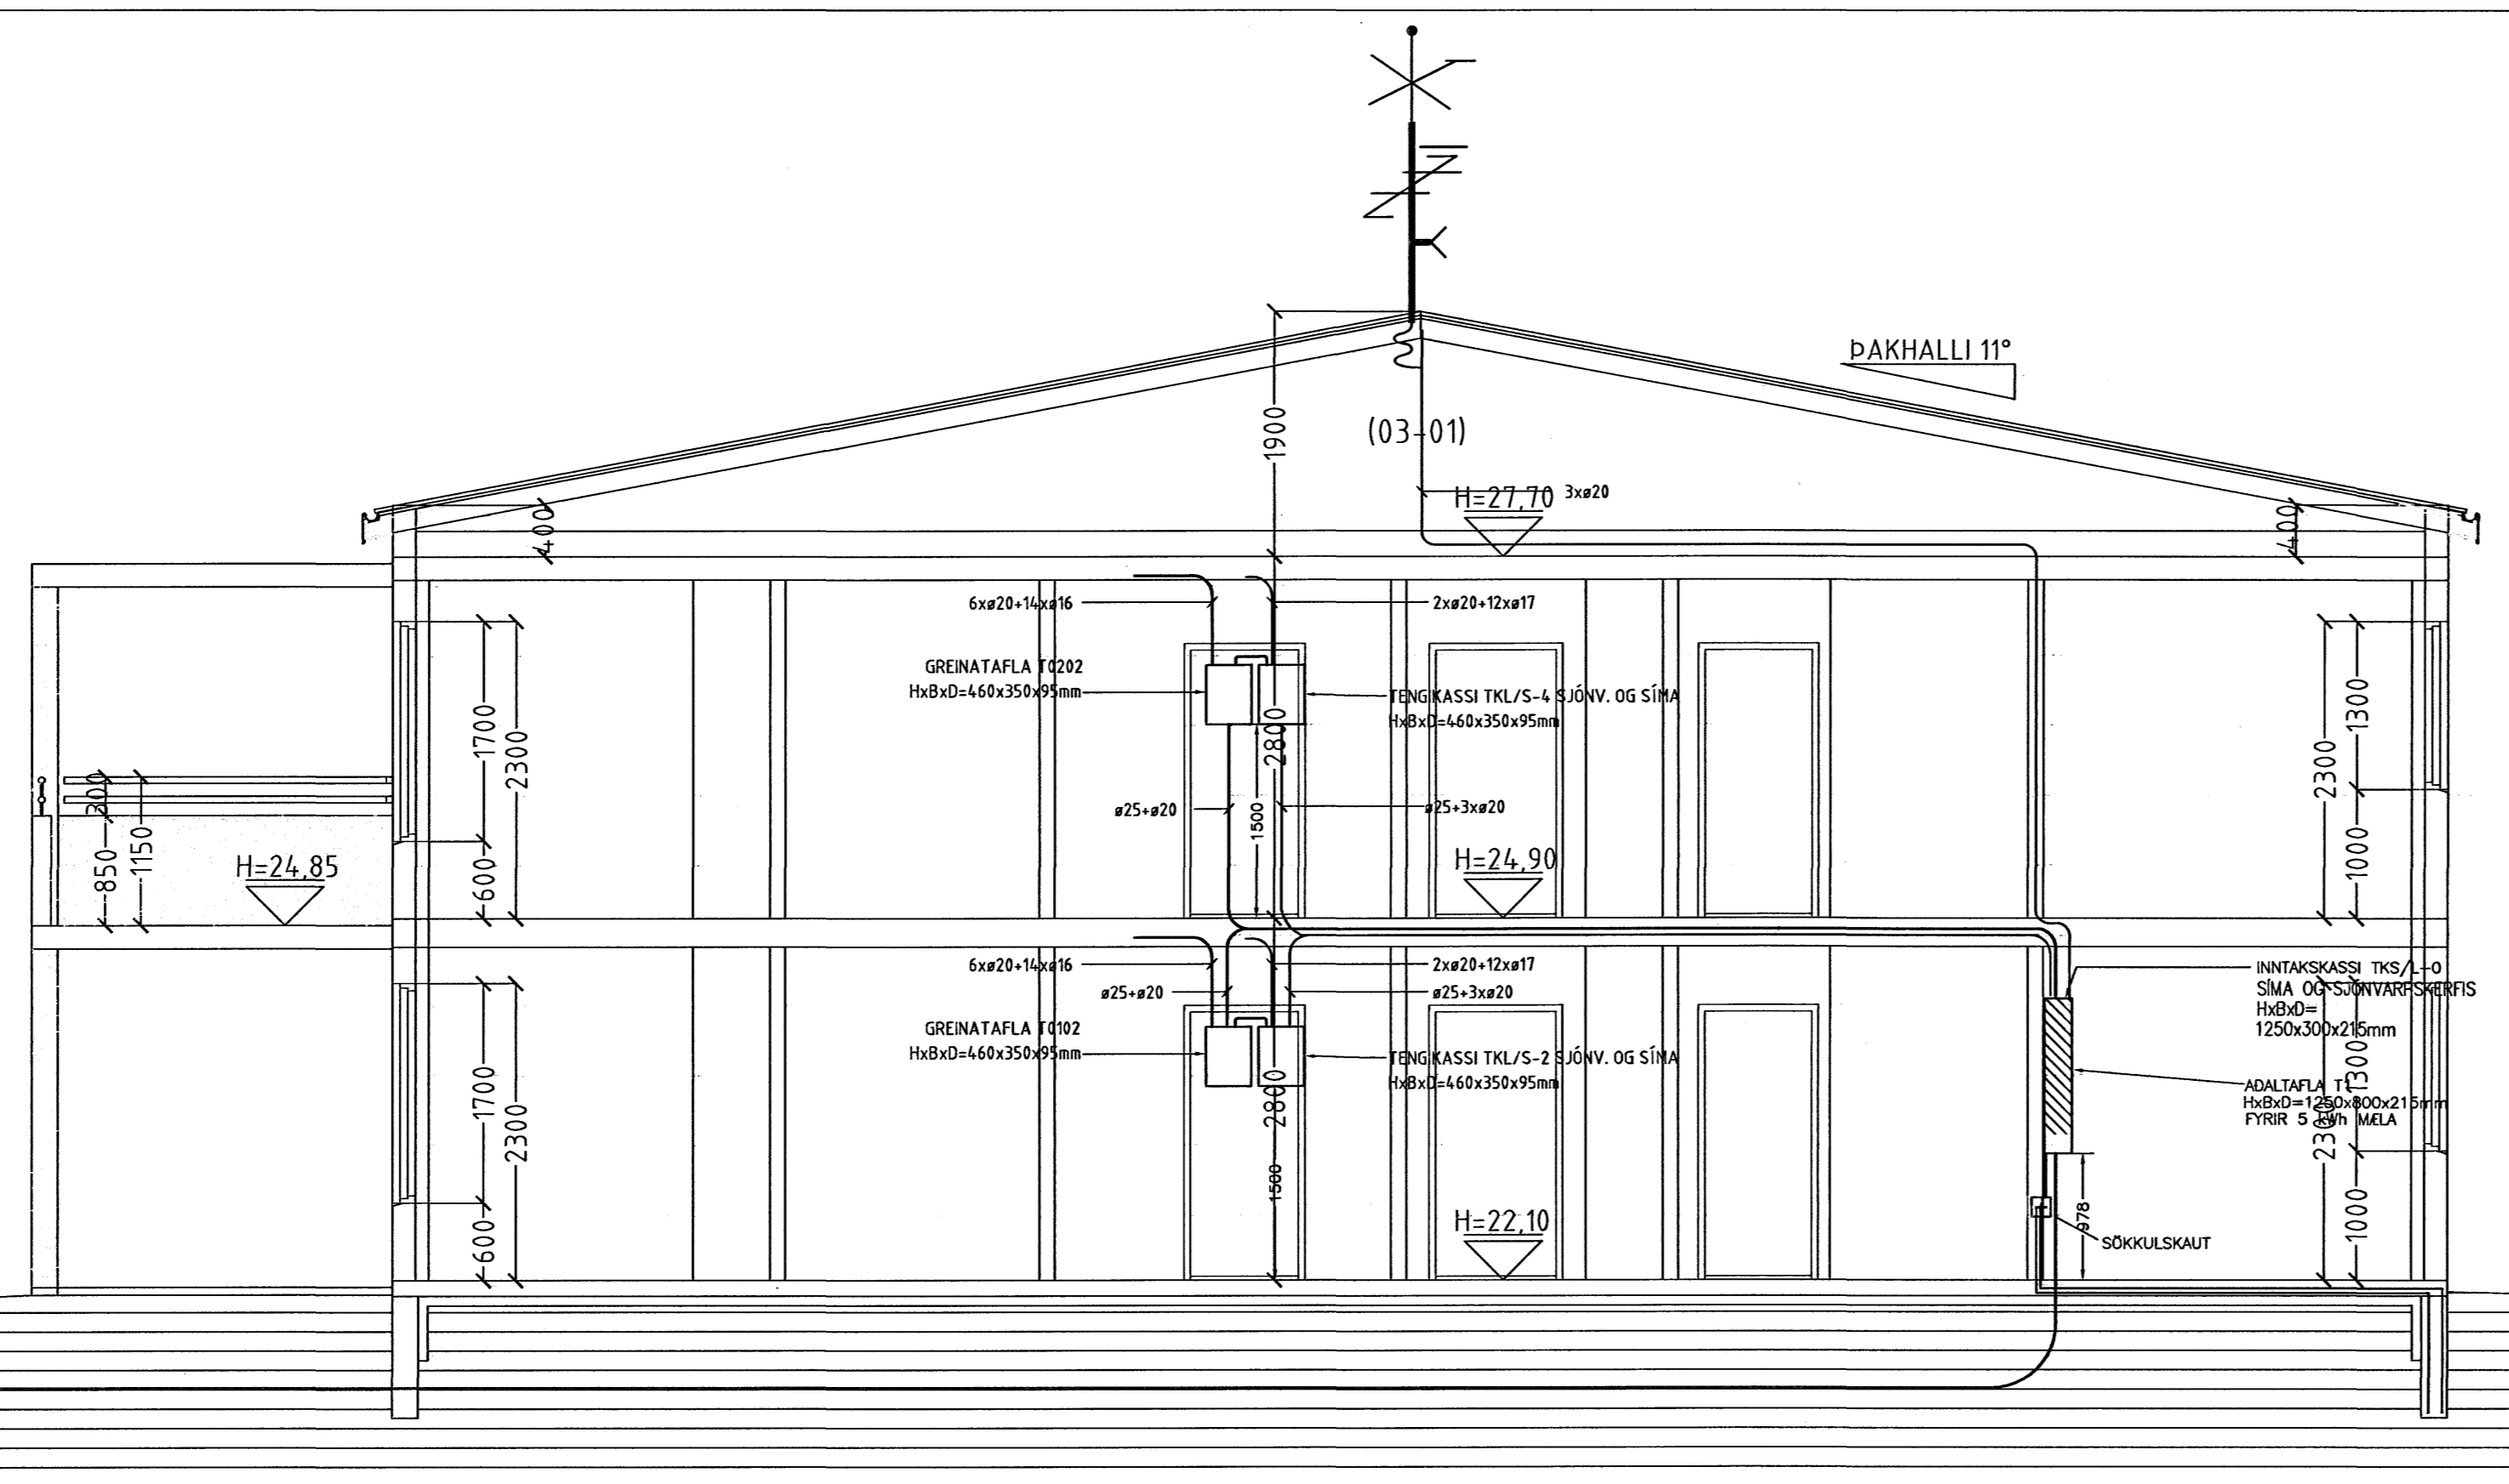 ÞAKHALLI 11°
1900
(03-01)
H=27,70
3xø20
400
400
6xø20+14xø16
2xø20+12xø17
GREINATAFLA T0202
HxBxD=460x350x95mm
TENGIKASSI TKL/S-4 SJÓNV. OG SÍMA
HxBxD=460x350x95mm
1700
2300
2800
1300
2300
300
850
1150
ø25+ø20
1500
ø25+3xø20
H=24,85
600
H=24,90
1000
6xø20+14xø16
2xø20+12xø17
ø25+ø20
ø25+3xø20
INNTAKSKASSI TKS/L-0
SÍMA OG SJÓNVARPSKERFIS
HxBxD=
1250x300x215mm
GREINATAFLA T0102
HxBxD=460x350x95mm
TENGIKASSI TKL/S-2 SJÓNV. OG SÍMA
HxBxD=460x350x95mm
1700
2300
2800
1300
2300
AÐALTAFLA T1
HxBxD=1250x800x215mm
FYRIR 5 kWh MÆLA
1500
600
H=22,10
978
1000
SÖKKULSKAUT